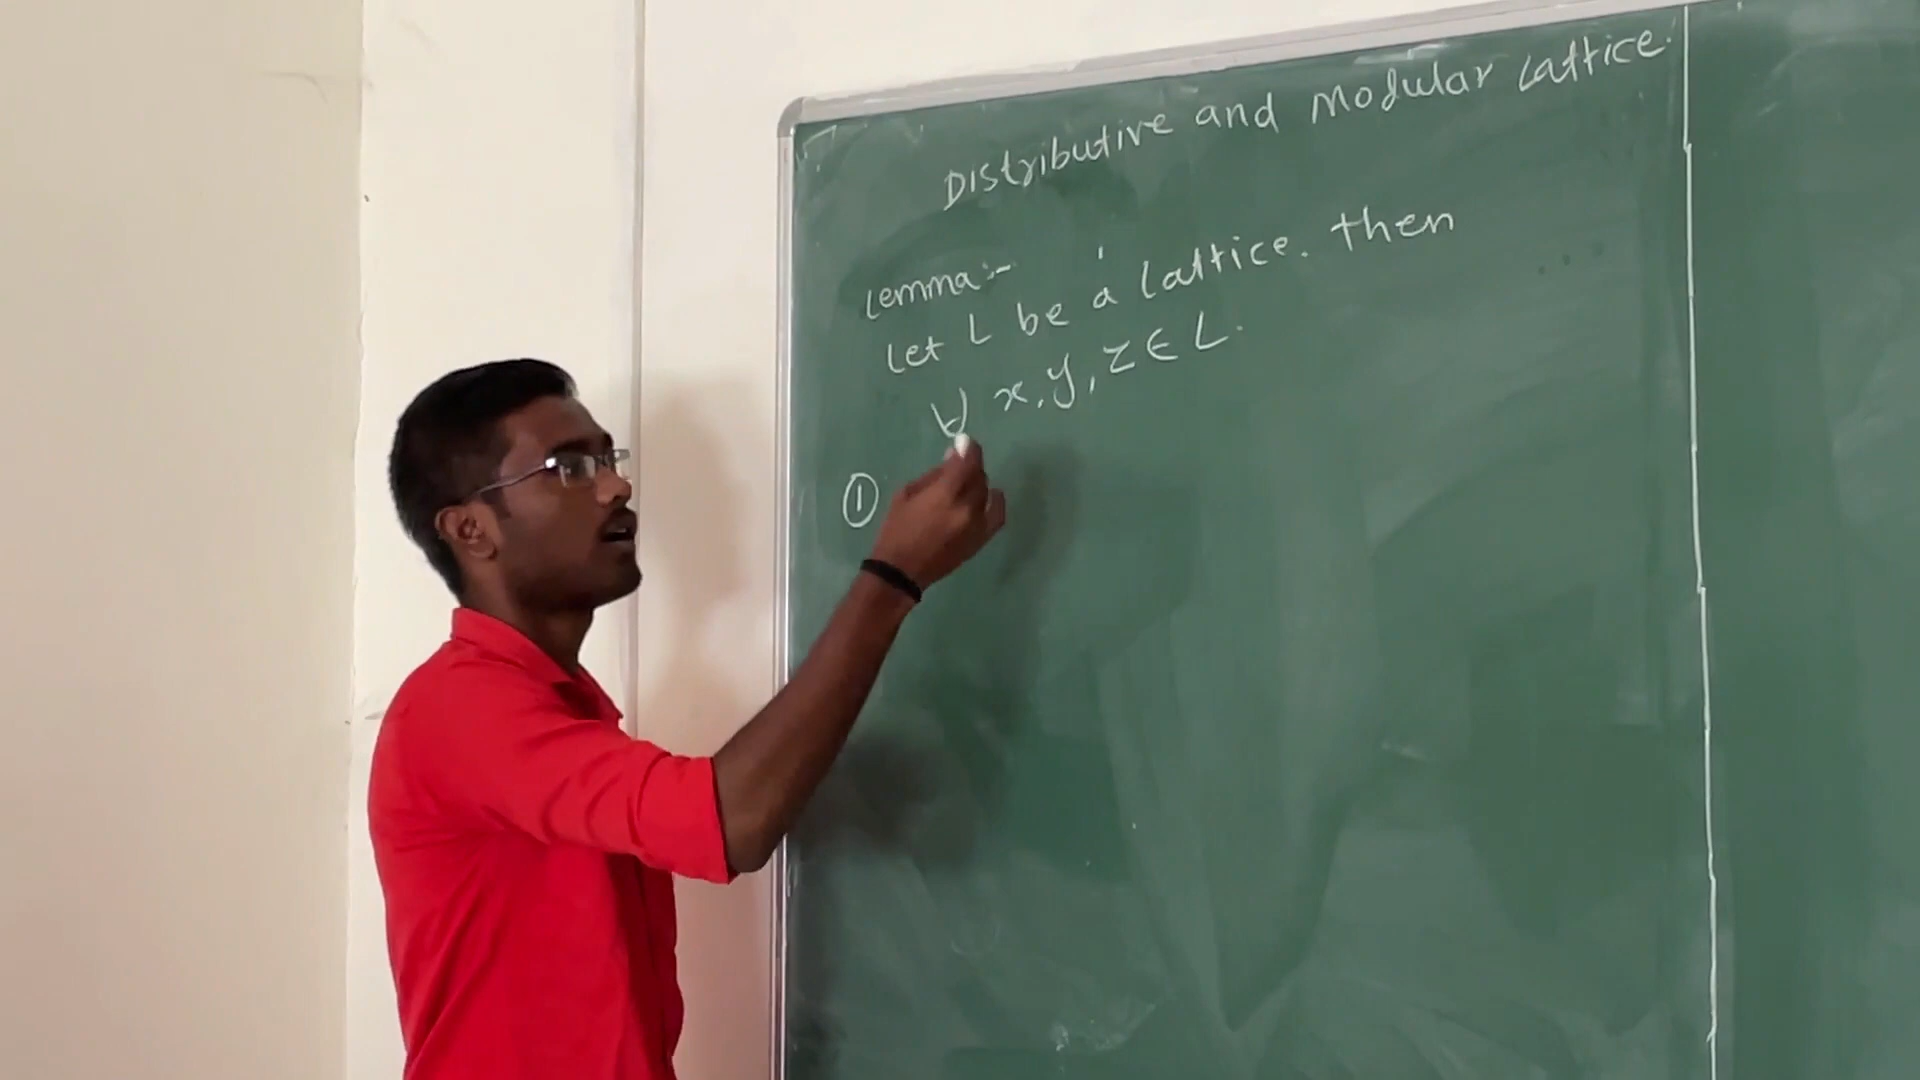 Distributive and Modular Lattice.
Lemma:-
Let L be a Lattice. then
∀ x, y, z ∈ L.
①